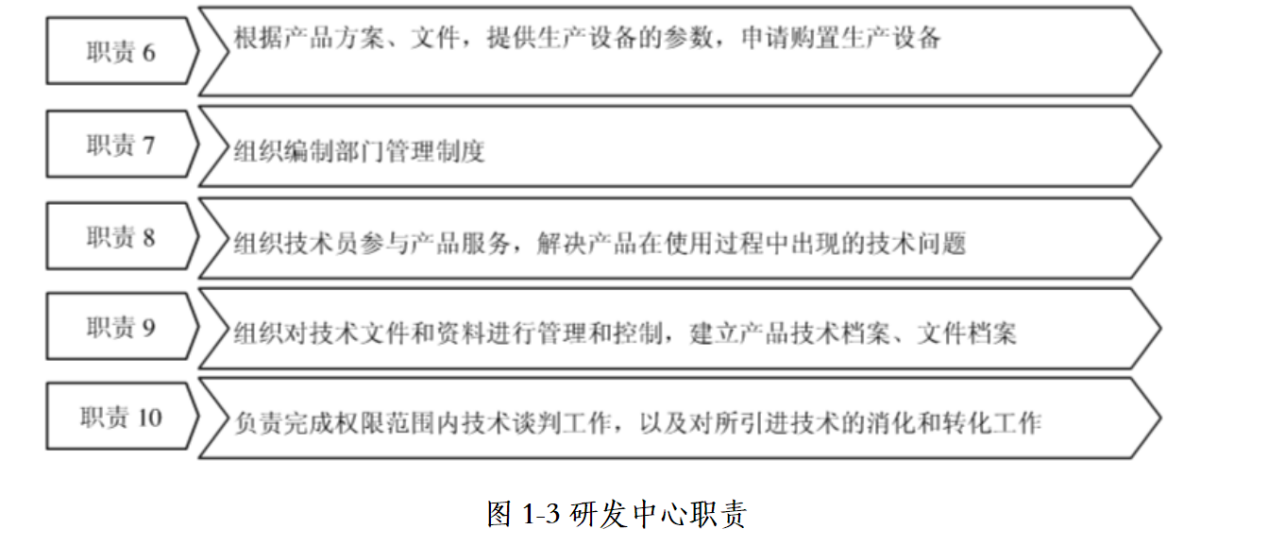 职责 6
根据产品方案、文件，提供生产设备的参数，申请购置生产设备
职责 7
组织编制部门管理制度
职责 8
组织技术员参与产品服务，解决产品在使用过程中出现的技术问题
职责 9
组织对技术文件和资料进行管理和控制，建立产品技术档案、文件档案
职责 10
负责完成权限范围内技术谈判工作，以及对所引进技术的消化和转化工作
图 1-3 研发中心职责